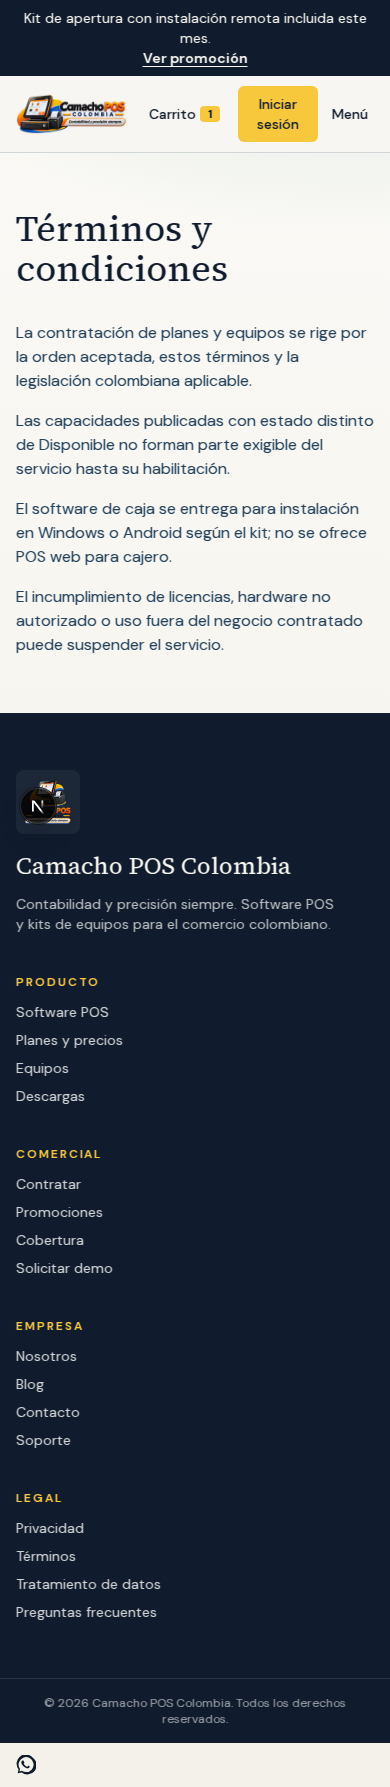 Kit de apertura con instalación remota incluida este
mes.
Ver promoción
CamachoPOS
COLOMBIA
Contabilidad y precisión siempre.
Carrito 1
Iniciar
sesión
Menú
Términos y
condiciones
La contratación de planes y equipos se rige por
la orden aceptada, estos términos y la
legislación colombiana aplicable.
Las capacidades publicadas con estado distinto
de Disponible no forman parte exigible del
servicio hasta su habilitación.
El software de caja se entrega para instalación
en Windows o Android según el kit; no se ofrece
POS web para cajero.
El incumplimiento de licencias, hardware no
autorizado o uso fuera del negocio contratado
puede suspender el servicio.
N
Camacho POS Colombia
Contabilidad y precisión siempre. Software POS
y kits de equipos para el comercio colombiano.
PRODUCTO
Software POS
Planes y precios
Equipos
Descargas
COMERCIAL
Contratar
Promociones
Cobertura
Solicitar demo
EMPRESA
Nosotros
Blog
Contacto
Soporte
LEGAL
Privacidad
Términos
Tratamiento de datos
Preguntas frecuentes
© 2026 Camacho POS Colombia. Todos los derechos
reservados.